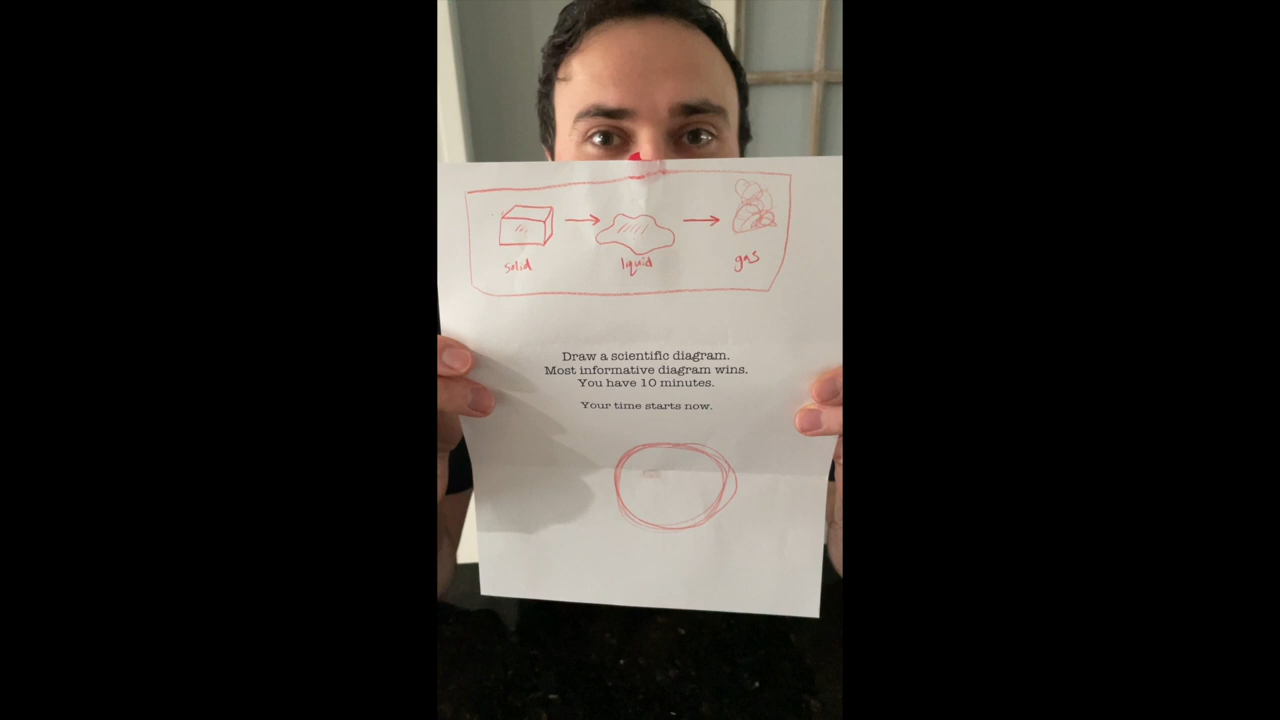 solid liquid gas
Draw a scientific diagram.
Most informative diagram wins.
You have 10 minutes.
Your time starts now.